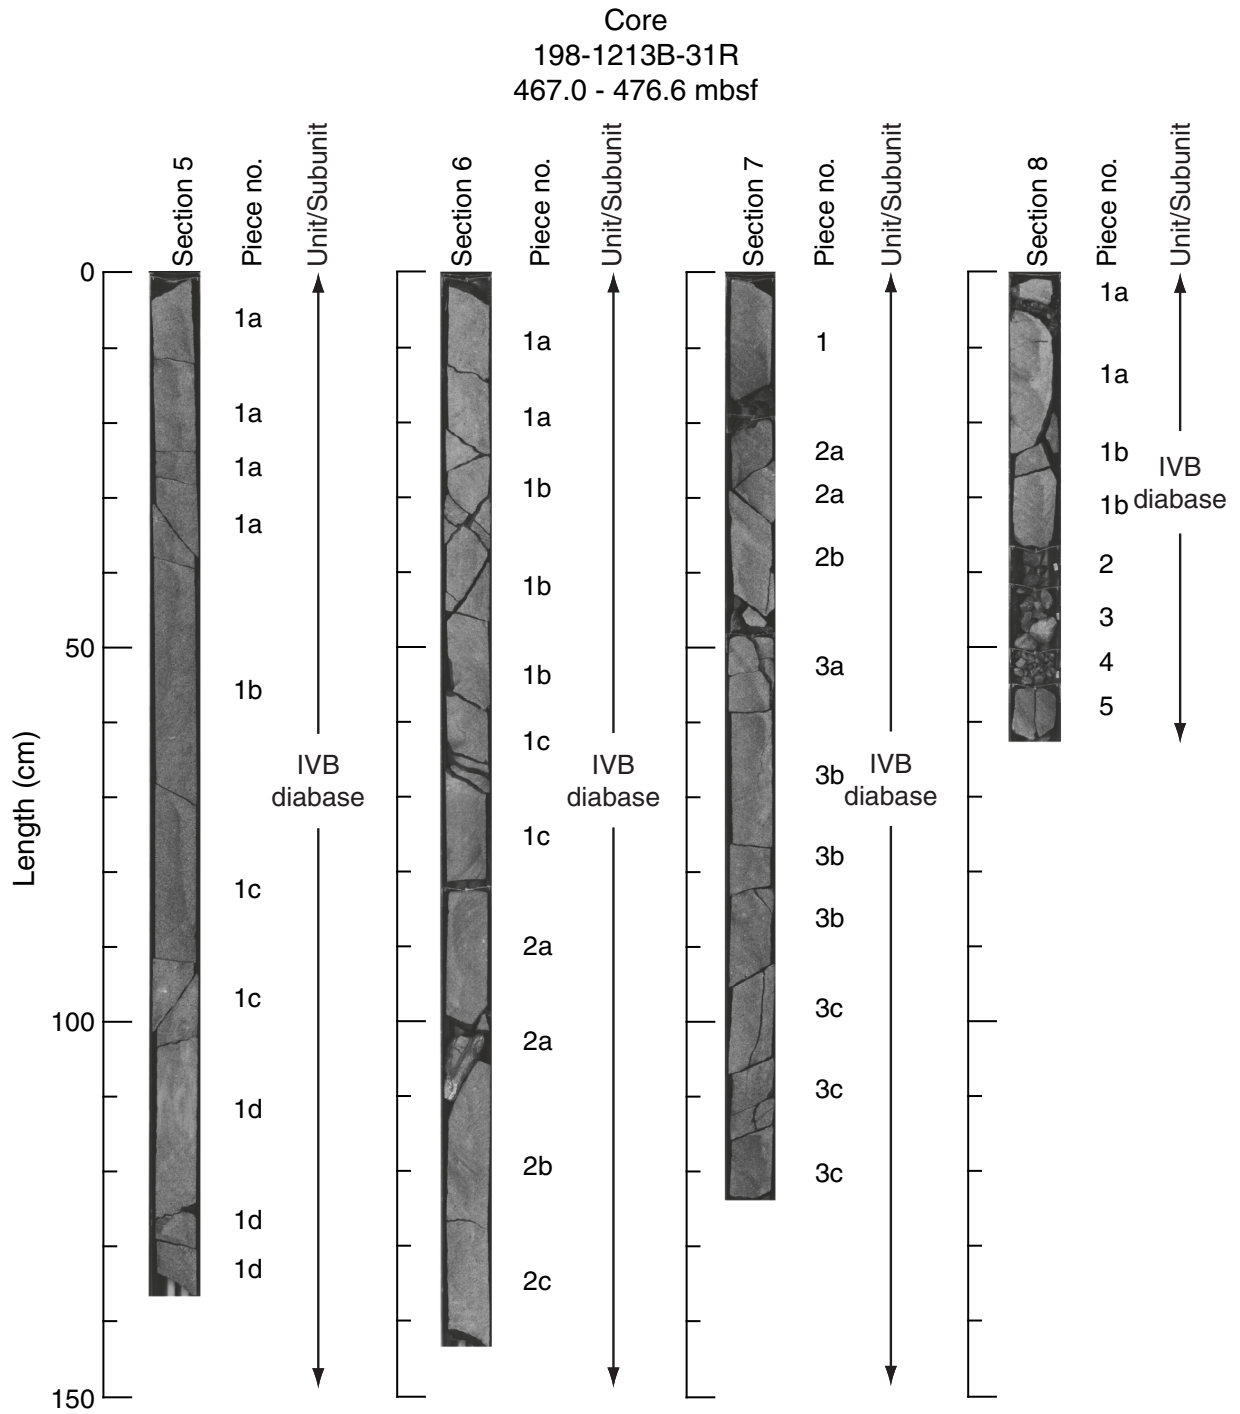 Core
198-1213B-31R
467.0 - 476.6 mbsf
Length (cm)
0
50
100
150
Section 5
Piece no.
Unit/Subunit
1a
1a
1a
1a
1b
1c
1c
1d
1d
1d
IVB
diabase
Section 6
Piece no.
Unit/Subunit
1a
1a
1b
1b
1b
1c
1c
2a
2a
2b
2c
IVB
diabase
Section 7
Piece no.
Unit/Subunit
1
2a
2a
2b
3a
3b
3b
3b
3c
3c
3c
IVB
diabase
Section 8
Piece no.
Unit/Subunit
1a
1a
1b
1b
2
3
4
5
IVB
diabase